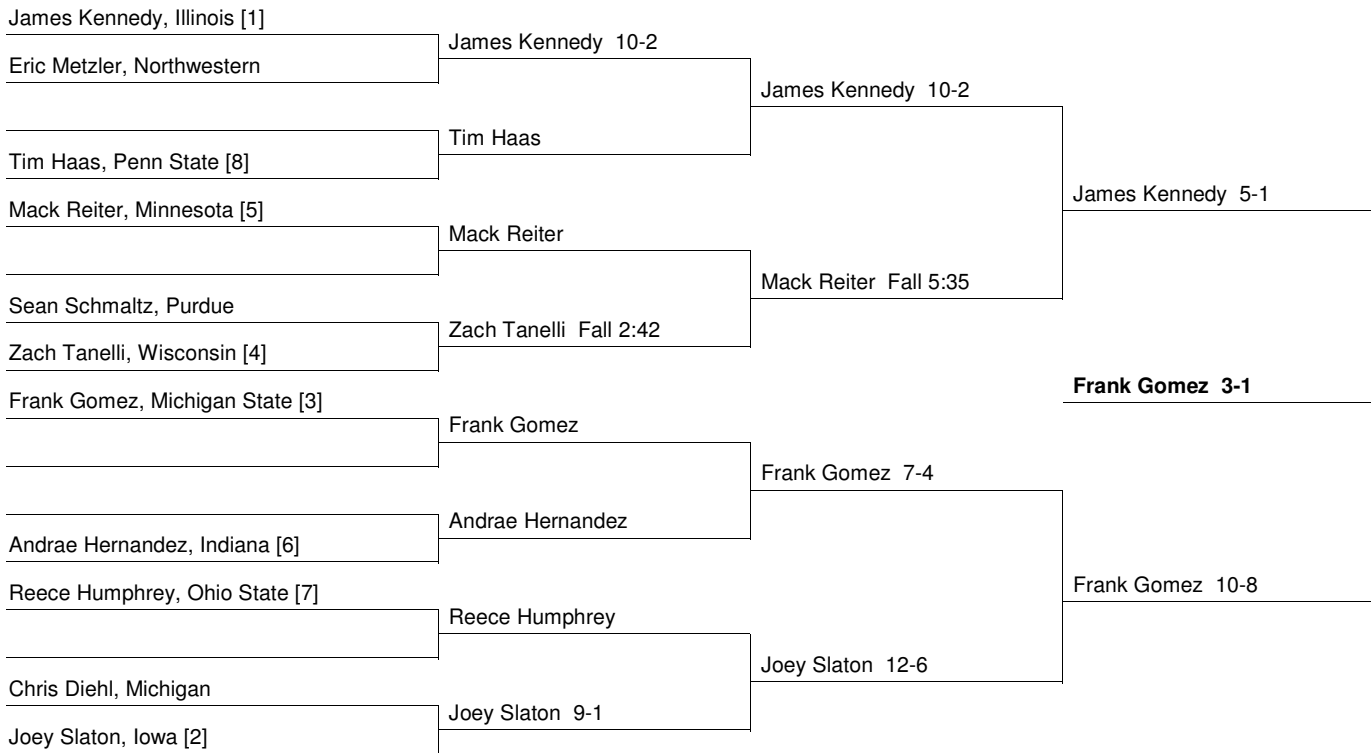 James Kennedy, Illinois [1]
Eric Metzler, Northwestern
Tim Haas, Penn State [8]
Mack Reiter, Minnesota [5]
Sean Schmaltz, Purdue
Zach Tanelli, Wisconsin [4]
Frank Gomez, Michigan State [3]
Andrae Hernandez, Indiana [6]
Reece Humphrey, Ohio State [7]
Chris Diehl, Michigan
Joey Slaton, Iowa [2]
James Kennedy 10-2
Tim Haas
Mack Reiter
Zach Tanelli Fall 2:42
Frank Gomez
Andrae Hernandez
Reece Humphrey
Joey Slaton 9-1
James Kennedy 10-2
Mack Reiter Fall 5:35
Frank Gomez 7-4
Joey Slaton 12-6
James Kennedy 5-1
Frank Gomez 3-1
Frank Gomez 10-8